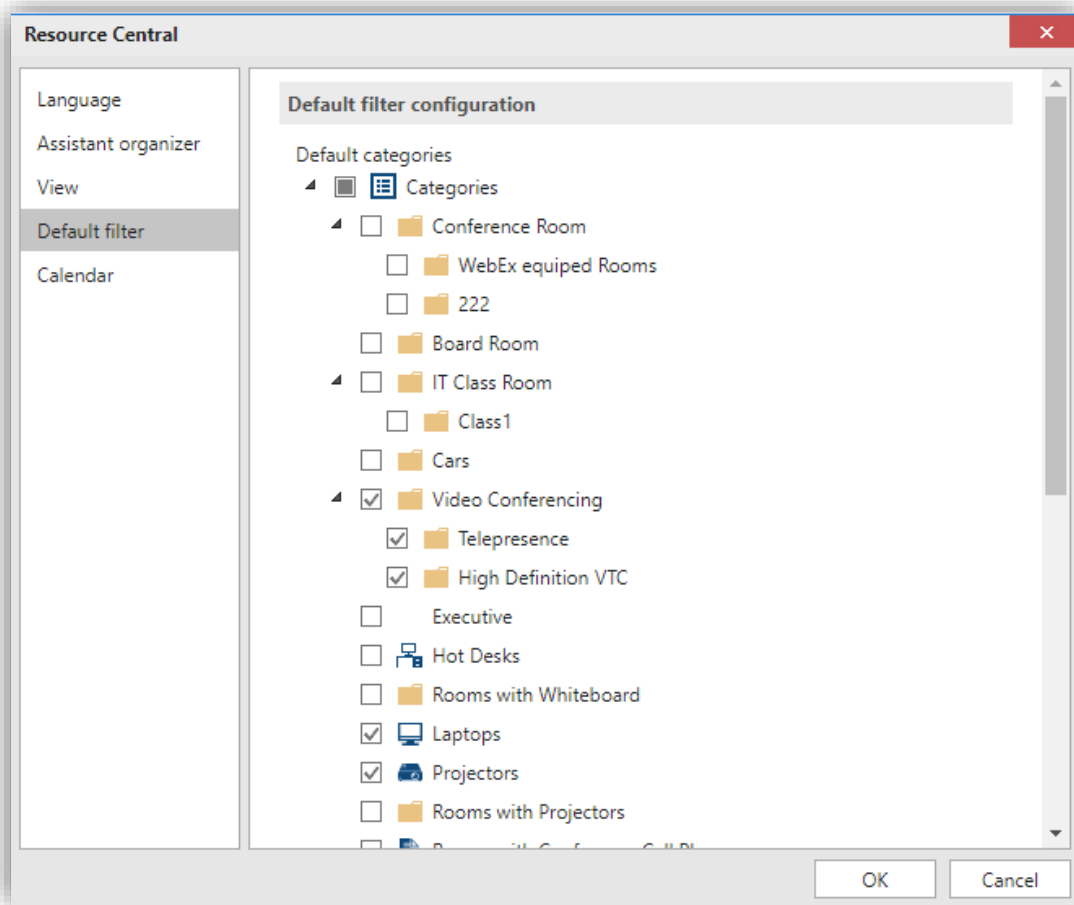 Resource Central
Language
Assistant organizer
View
Default filter
Calendar
Default filter configuration
Default categories
Categories
Conference Room
WebEx equiped Rooms
222
Board Room
IT Class Room
Class1
Cars
Video Conferencing
Telepresence
High Definition VTC
Executive
Hot Desks
Rooms with Whiteboard
Laptops
Projectors
Rooms with Projectors
OK
Cancel